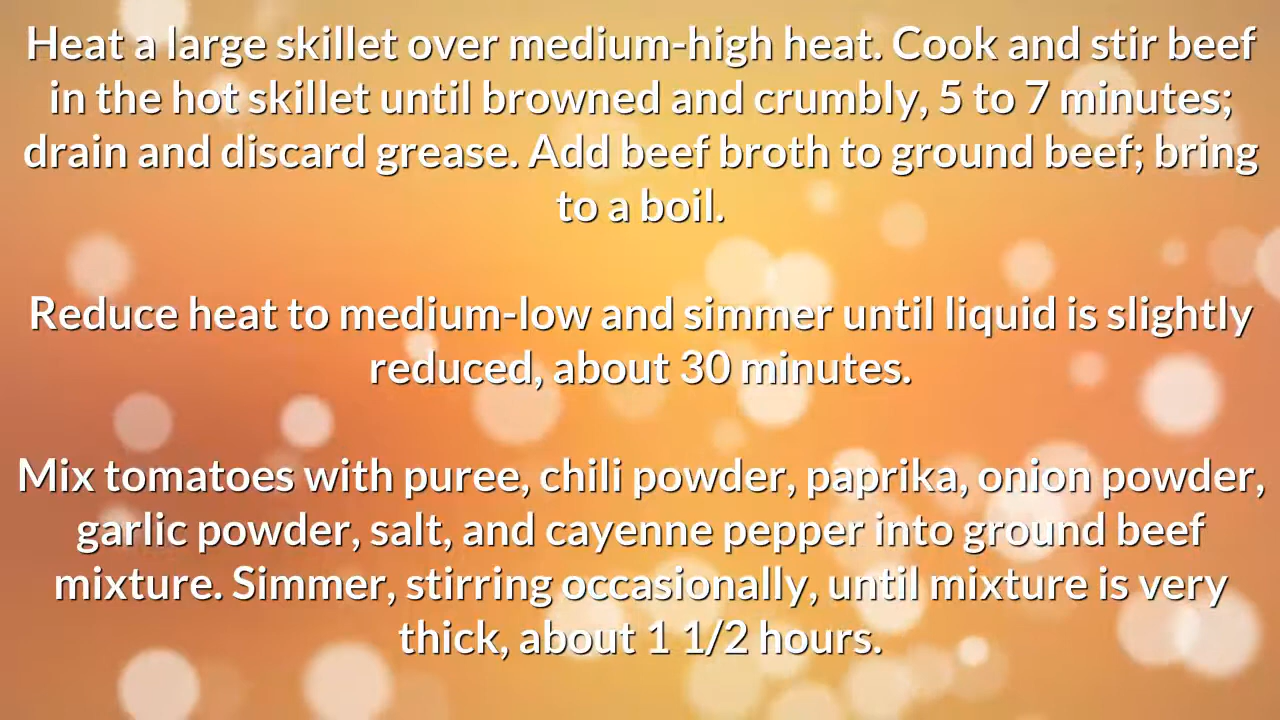 Heat a large skillet over medium-high heat. Cook and stir beef
in the hot skillet until browned and crumbly, 5 to 7 minutes;
drain and discard grease. Add beef broth to ground beef; bring
to a boil.
Reduce heat to medium-low and simmer until liquid is slightly
reduced, about 30 minutes.
Mix tomatoes with puree, chili powder, paprika, onion powder,
garlic powder, salt, and cayenne pepper into ground beef
mixture. Simmer, stirring occasionally, until mixture is very
thick, about 1 1/2 hours.